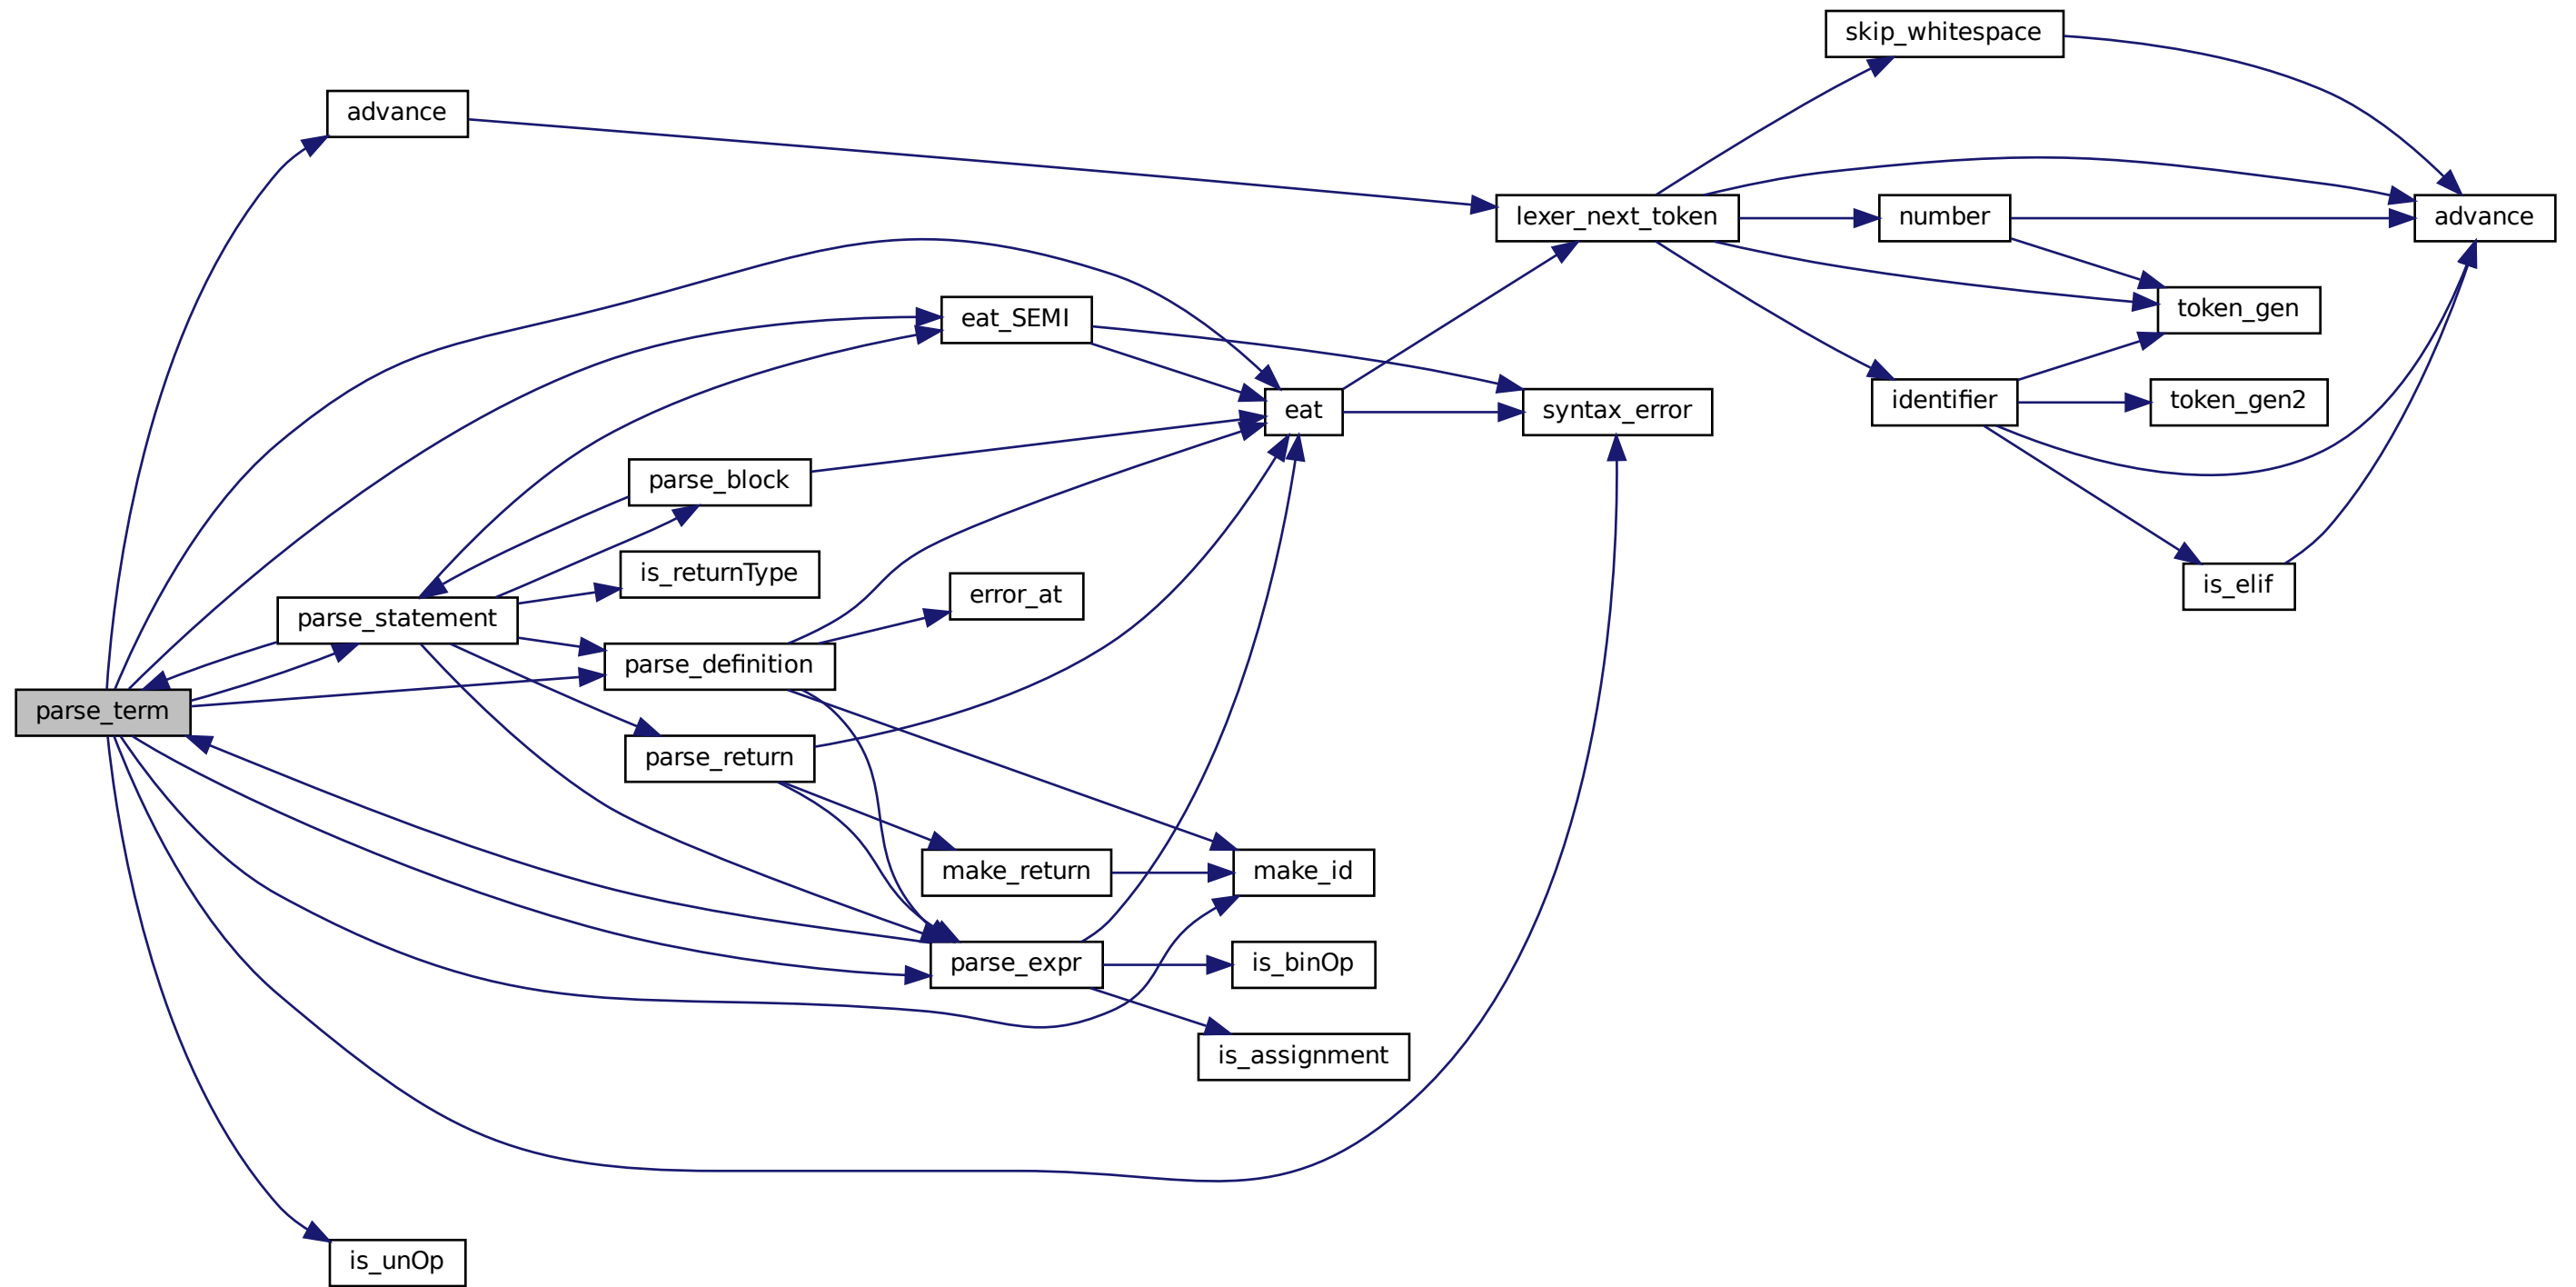 skip_whitespace
advance
lexer_next_token
number
advance
token_gen
eat_SEMI
eat
syntax_error
identifier
token_gen2
parse_block
is_returnType
error_at
is_elif
parse_statement
parse_definition
parse_term
parse_return
make_return
make_id
parse_expr
is_binOp
is_assignment
is_unOp